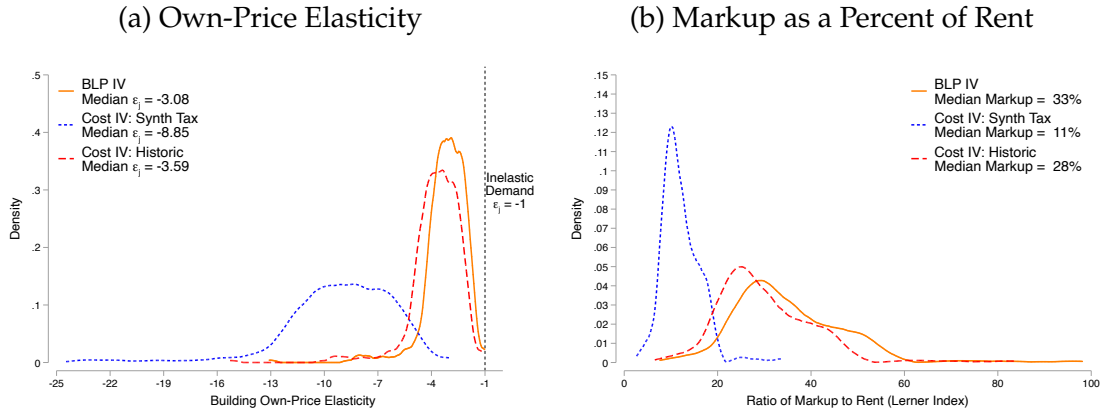 (a) Own-Price Elasticity
.5
.4
.3
.2
.1
0
Density
BLP IV
Median εj = -3.08
Cost IV: Synth Tax
Median εj = -8.85
Cost IV: Historic
Median εj = -3.59
Inelastic
Demand
εj = -1
-25 -22 -19 -16 -13 -10 -7 -4 -1
Building Own-Price Elasticity
(b) Markup as a Percent of Rent
.15
.14
.13
.12
.11
.10
.09
.08
.07
.06
.05
.04
.03
.02
.01
0
Density
BLP IV
Median Markup = 33%
Cost IV: Synth Tax
Median Markup = 11%
Cost IV: Historic
Median Markup = 28%
0 20 40 60 80 100
Ratio of Markup to Rent (Lerner Index)